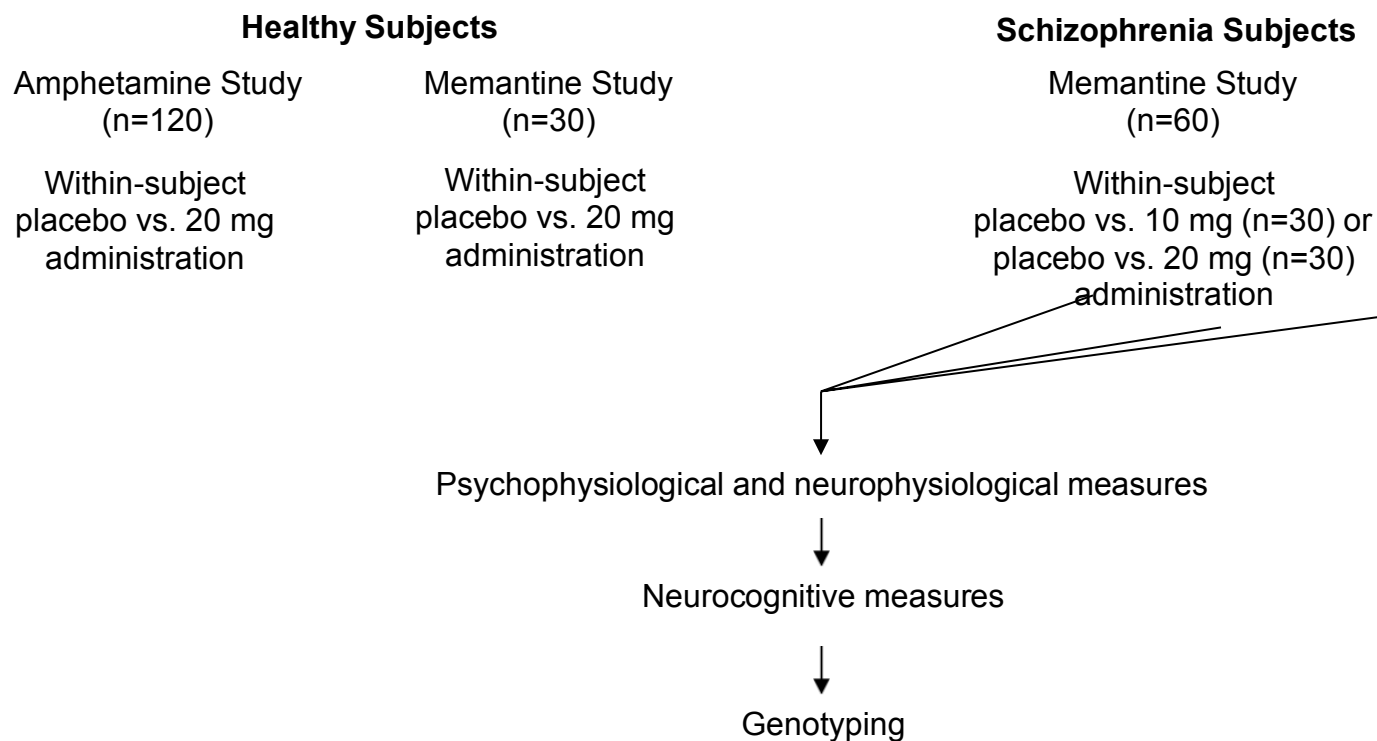 Healthy Subjects
Amphetamine Study
(n=120)
Within-subject
placebo vs. 20 mg
administration
Memantine Study
(n=30)
Within-subject
placebo vs. 20 mg
administration
Schizophrenia Subjects
Memantine Study
(n=60)
Within-subject
placebo vs. 10 mg (n=30) or
placebo vs. 20 mg (n=30)
administration
Psychophysiological and neurophysiological measures
Neurocognitive measures
Genotyping